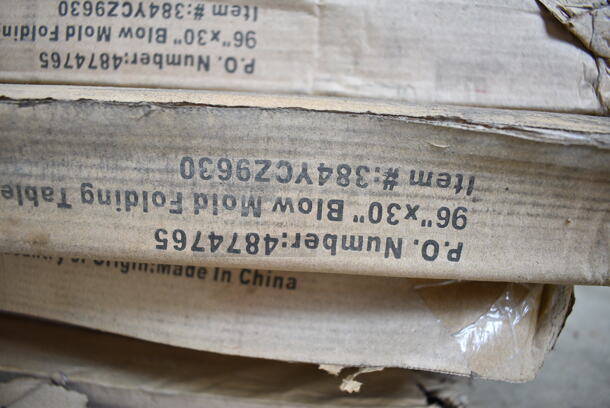 P.O. Number:4874765
96"x30" Blow Mold Folding
Item #:384YCZ9630
P.O. Number:4874765
96"x30" Blow Mold Folding Table
Item #:384YCZ9630
of Origin:Made In China